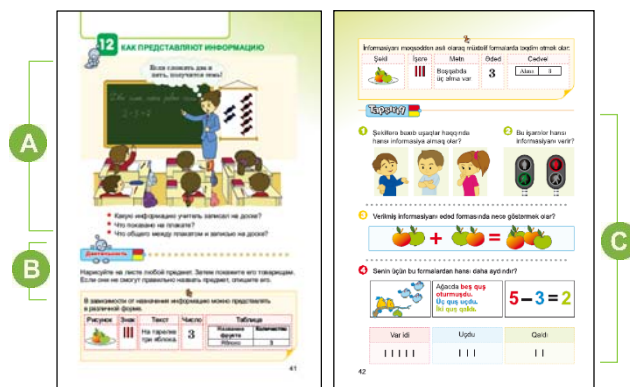 A
B
C
12 КАК ПРЕДСТАВЛЯЮТ ИНФОРМАЦИЮ
Если сложить два и
пять, получится семь!
2+5=7
Какую информацию учитель записал на доске?
Что показано на плакате?
Что общего между плакатом и записью на доске?
Деятельность
Нарисуйте на листе любой предмет. Затем покажите его товарищам.
Если они не смогут правильно назвать предмет, опишите его.
В зависимости от назначения информацию можно представлять
в различной форме.
Рисунок Знак Текст Число Таблица
На тарелке
три яблока.
3
Название фрукта Количество
Яблоко 3
41
İnformasiyanı məqsəddən asılı olaraq müxtəlif formalarda təqdim etmək olar.
Şəkil İşarə Mətn Ədəd Cədvəl
Boşqabda
üç alma var
3
Alma 3
Tapşırıq
1 Şəkillərə baxıb uşaqlar haqqında
hansı informasiya almaq olar?
2 Bu işarələr hansı
informasiyanı verir?
3 Verilmiş informasiyanı ədəd formasında necə göstərmək olar?
+ =
4 Sənin üçün bu formalardan hansı daha aydındır?
Ağacda beş quş
oturmuşdu.
Üç quş uçdu.
İki quş qaldı.
5 – 3 = 2
Var idi Uçdu Qaldı
| | | | | | | | | |
42